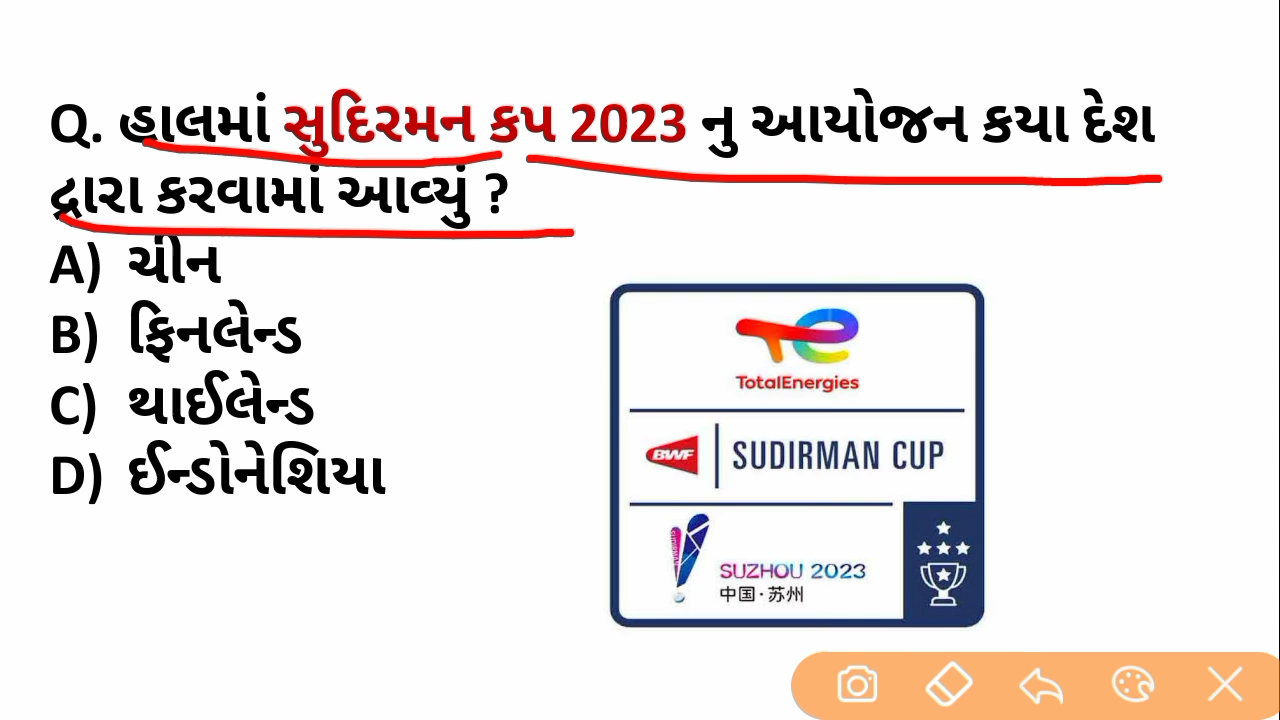 Q. હાલમાં સુદિરમન કપ 2023 નુ આયોજન કયા દેશ
દ્વારા કરવામાં આવ્યું ?
A) ચીન
B) ફિનલેન્ડ
C) થાઈલેન્ડ
D) ઈન્ડોનેશિયા
TotalEnergies
BWF SUDIRMAN CUP
SUZHOU 2023
中国·苏州